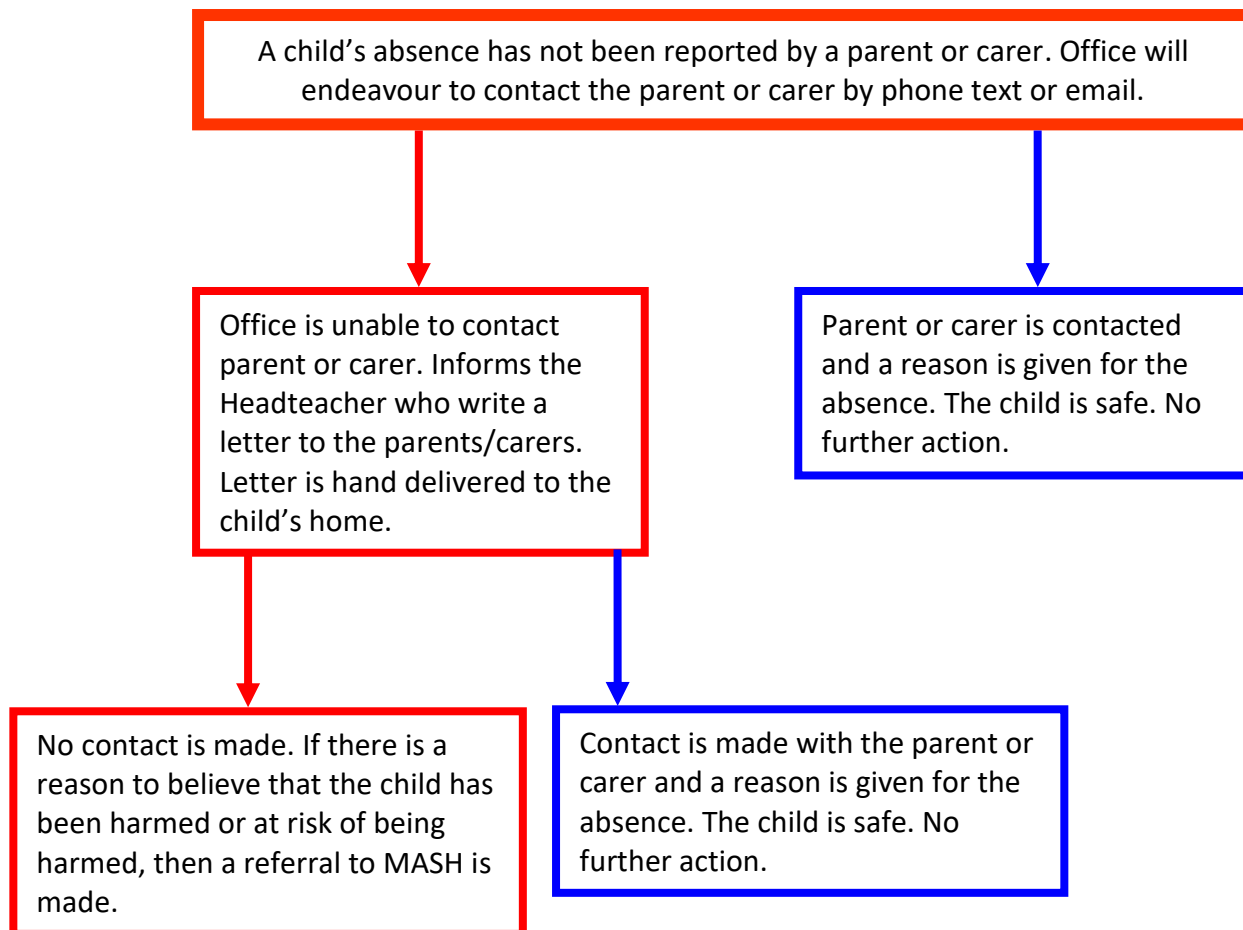 A child’s absence has not been reported by a parent or carer. Office will
endeavour to contact the parent or carer by phone text or email.
Office is unable to contact
parent or carer. Informs the
Headteacher who write a
letter to the parents/carers.
Letter is hand delivered to the
child’s home.
Parent or carer is contacted
and a reason is given for the
absence. The child is safe. No
further action.
No contact is made. If there is a
reason to believe that the child has
been harmed or at risk of being
harmed, then a referral to MASH is
made.
Contact is made with the parent or
carer and a reason is given for the
absence. The child is safe. No
further action.